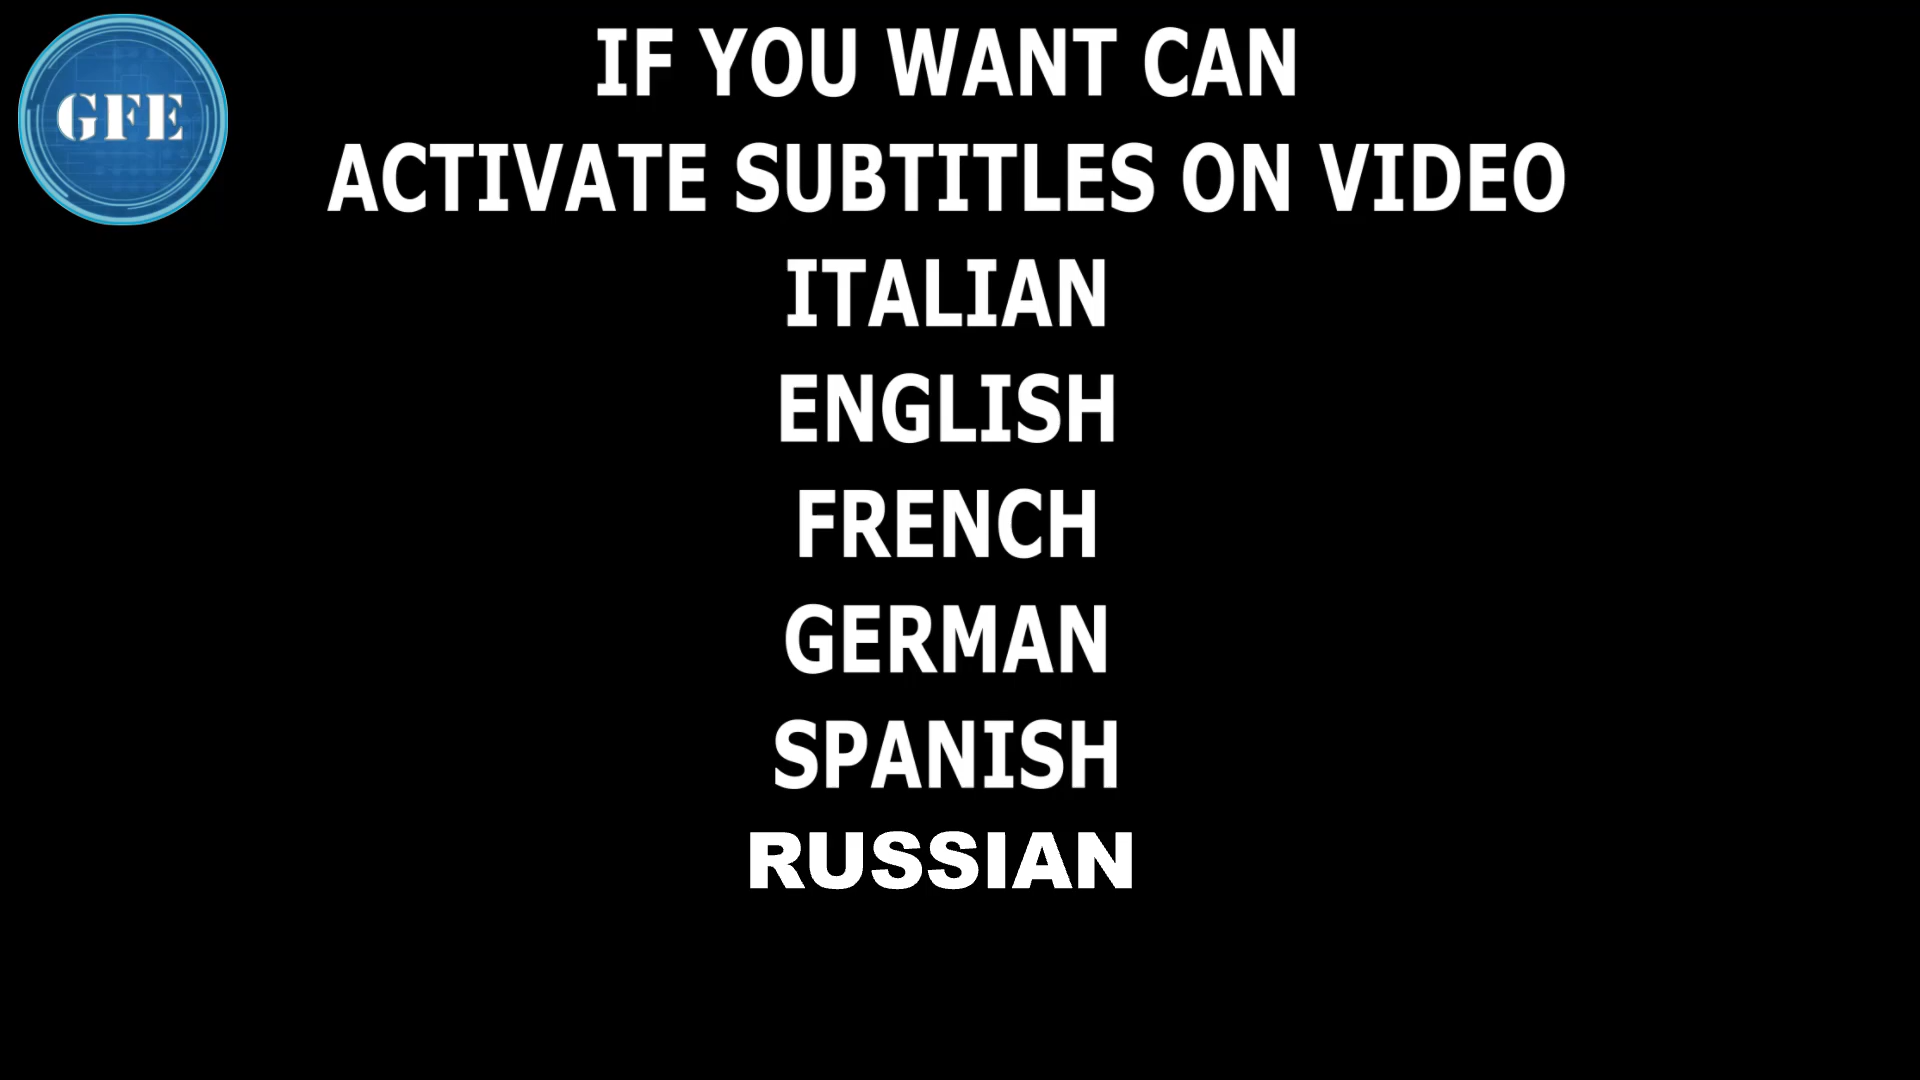 GFE
IF YOU WANT CAN
ACTIVATE SUBTITLES ON VIDEO
ITALIAN
ENGLISH
FRENCH
GERMAN
SPANISH
RUSSIAN